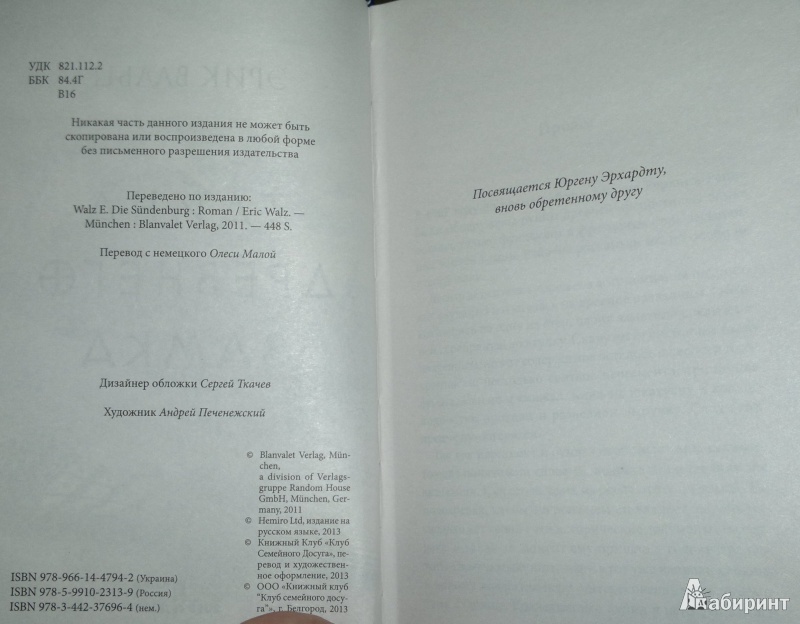 УДК 821.112.2
ББК 84.4Г
В16
Никакая часть данного издания не может быть
скопирована или воспроизведена в любой форме
без письменного разрешения издательства
Переведено по изданию:
Walz E. Die Sündenburg : Roman / Eric Walz. —
München : Blanvalet Verlag, 2011. — 448 S.
Перевод с немецкого Олеси Малой
Дизайнер обложки Сергей Ткачев
Художник Андрей Печенежский
© Blanvalet Verlag, Mün-
chen,
a division of Verlags-
gruppe Random House
GmbH, München, Ger-
many, 2011
© Hemiro Ltd, издание на
русском языке, 2013
© Книжный Клуб «Клуб
Семейного Досуга», пе-
ревод и художествен-
ное оформление, 2013
© ООО «Книжный клуб
"Клуб семейного досу-
га"», г. Белгород, 2013
ISBN 978-966-14-4794-2 (Украина)
ISBN 978-5-9910-2313-9 (Россия)
ISBN 978-3-442-37696-4 (нем.)
Посвящается Юргену Эрхардту,
вновь обретенному другу
Лабиринт